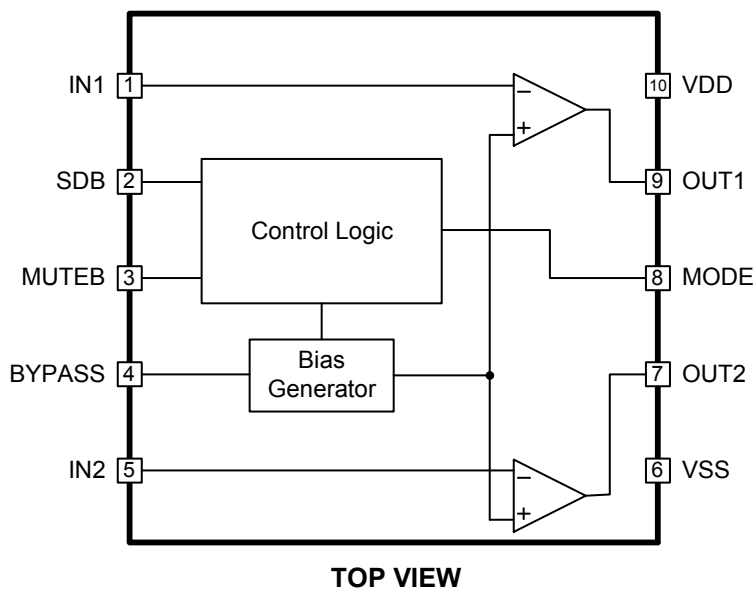 IN1 1 − 10 VDD
+
SDB 2 9 OUT1
Control Logic
MUTEB 3 8 MODE
BYPASS 4 Bias 7 OUT2
Generator
IN2 5 − 6 VSS
+
TOP VIEW